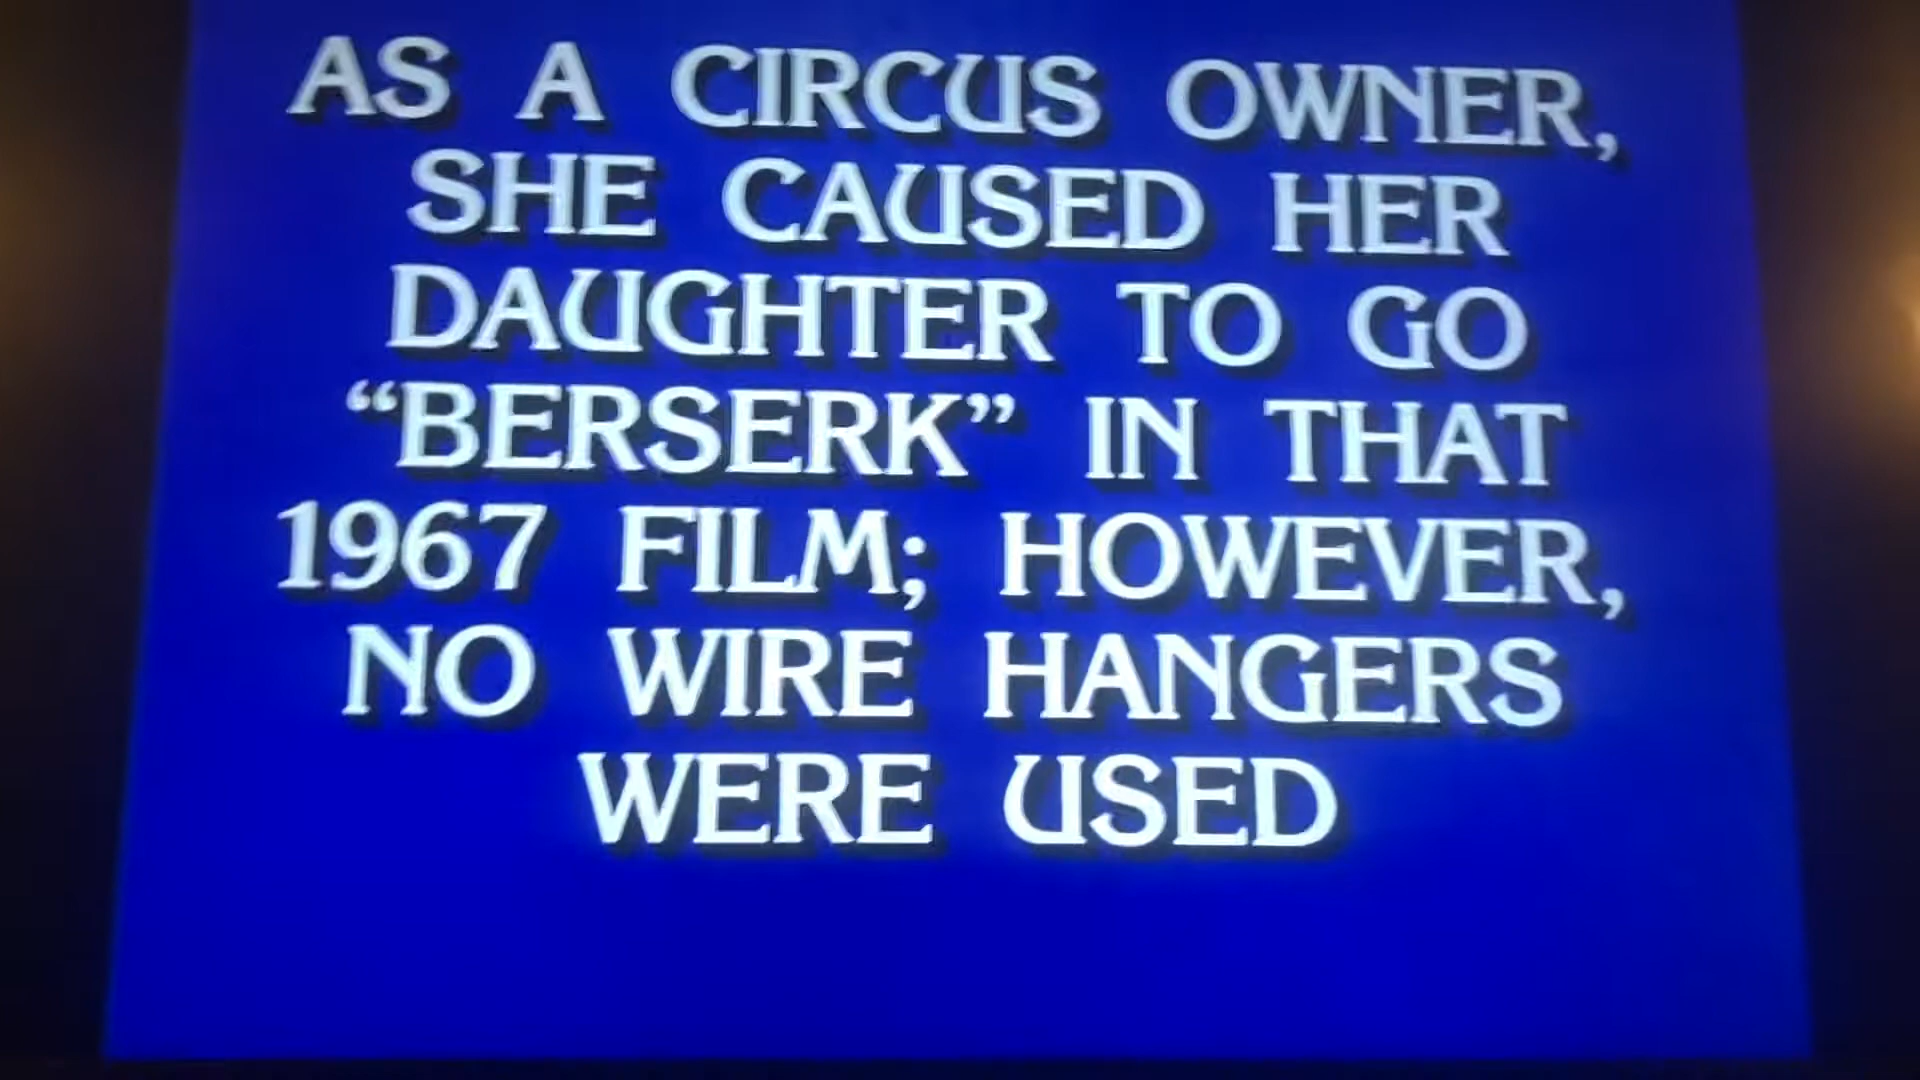 AS A CIRCUS OWNER,
SHE CAUSED HER
DAUGHTER TO GO
“BERSERK” IN THAT
1967 FILM; HOWEVER,
NO WIRE HANGERS
WERE USED